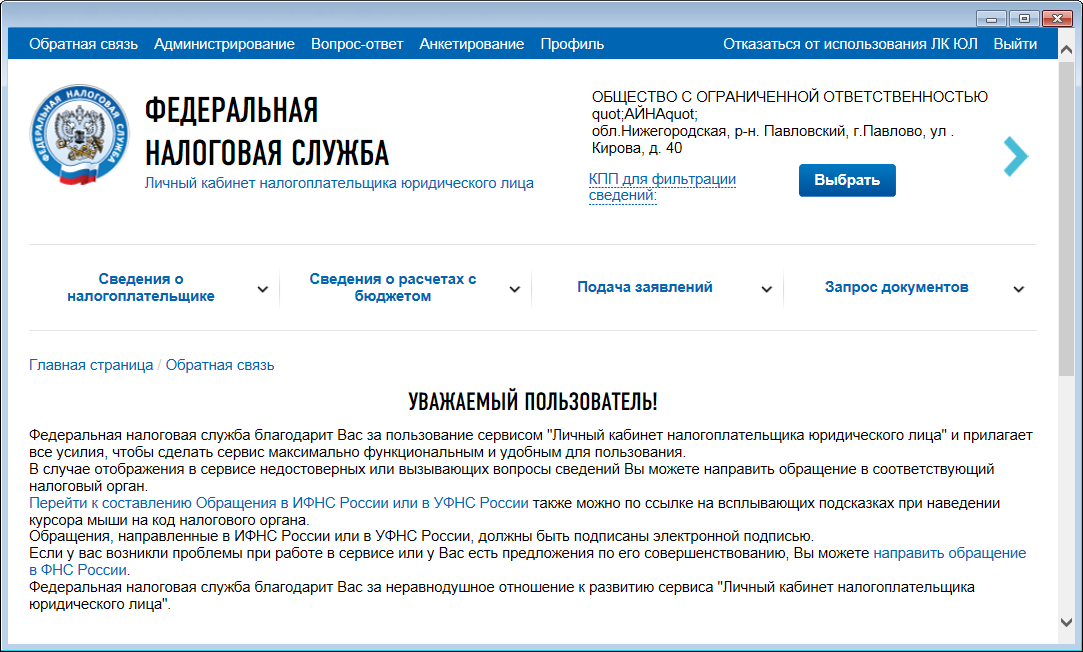 Обратная связь Администрирование Вопрос-ответ Анкетирование Профиль Отказаться от использования ЛК ЮЛ Выйти
ФЕДЕРАЛЬНАЯ НАЛОГОВАЯ СЛУЖБА
ФЕДЕРАЛЬНАЯ
НАЛОГОВАЯ СЛУЖБА
Личный кабинет налогоплательщика юридического лица
ОБЩЕСТВО С ОГРАНИЧЕННОЙ ОТВЕТСТВЕННОСТЬЮ
quot;АЙНАquot;
обл.Нижегородская, р-н. Павловский, г.Павлово, ул .
Кирова, д. 40
КПП для фильтрации
сведений:
Выбрать
Сведения о
налогоплательщике
Сведения о расчетах с
бюджетом
Подача заявлений
Запрос документов
Главная страница / Обратная связь
УВАЖАЕМЫЙ ПОЛЬЗОВАТЕЛЬ!
Федеральная налоговая служба благодарит Вас за пользование сервисом "Личный кабинет налогоплательщика юридического лица" и прилагает
все усилия, чтобы сделать сервис максимально функциональным и удобным для пользования.
В случае отображения в сервисе недостоверных или вызывающих вопросы сведений Вы можете направить обращение в соответствующий
налоговый орган.
Перейти к составлению Обращения в ИФНС России или в УФНС России также можно по ссылке на всплывающих подсказках при наведении
курсора мыши на код налогового органа.
Обращения, направленные в ИФНС России или в УФНС России, должны быть подписаны электронной подписью.
Если у вас возникли проблемы при работе в сервисе или у Вас есть предложения по его совершенствованию, Вы можете направить обращение
в ФНС России.
Федеральная налоговая служба благодарит Вас за неравнодушное отношение к развитию сервиса "Личный кабинет налогоплательщика
юридического лица".